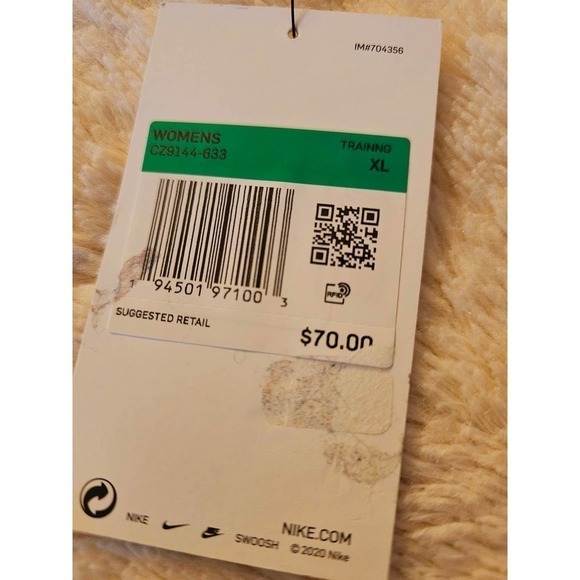 IM#704356
WOMENS TRAINNG
CZ9144-633 XL
1 94501 97100 3
RFID
SUGGESTED RETAIL $70.00
NIKE SWOOSH NIKE.COM
© 2020 Nike